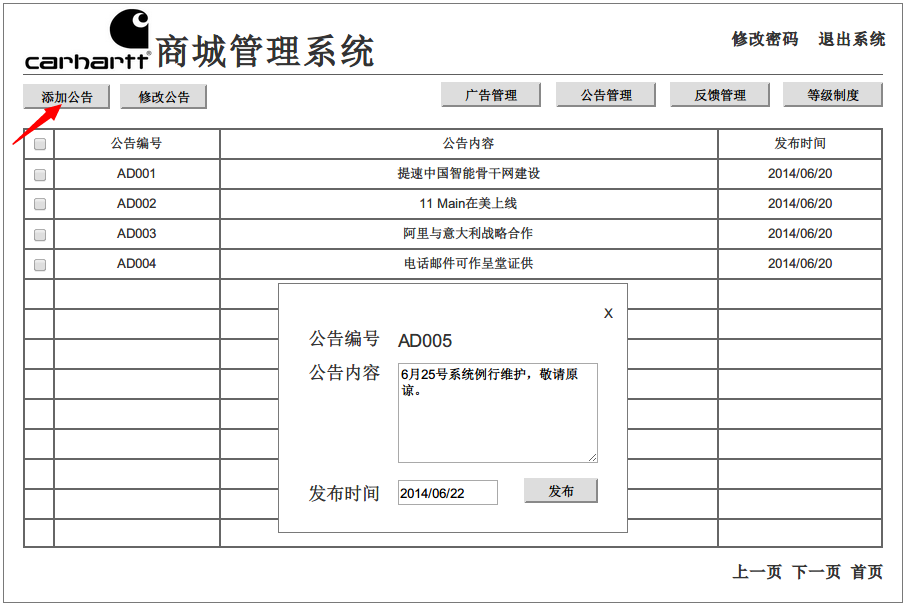 carhartt® 商城管理系统
修改密码 退出系统
添加公告 修改公告 广告管理 公告管理 反馈管理 等级制度
公告编号 公告内容 发布时间
AD001 提速中国智能骨干网建设 2014/06/20
AD002 11 Main在美上线 2014/06/20
AD003 阿里与意大利战略合作 2014/06/20
AD004 电话邮件可作呈堂证供 2014/06/20
X
公告编号 AD005
公告内容 6月25号系统例行维护，敬请原
谅。
发布时间 2014/06/22 发布
上一页 下一页 首页